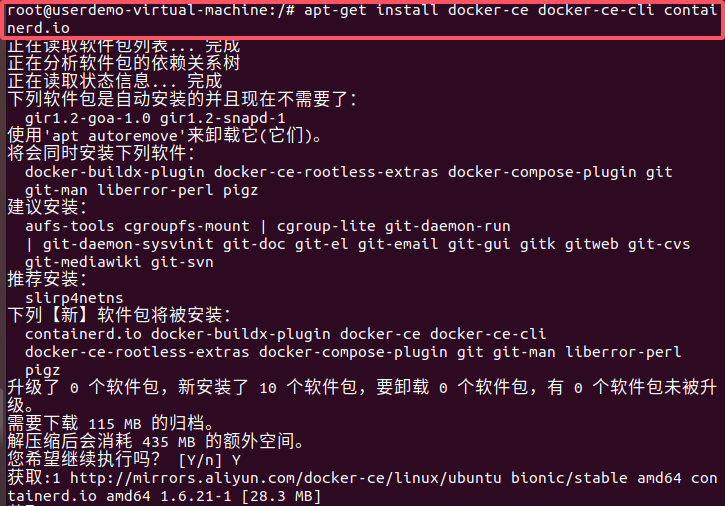 root@userdemo-virtual-machine:/# apt-get install docker-ce docker-ce-cli contai
nerd.io
正在读取软件包列表... 完成
正在分析软件包的依赖关系树
正在读取状态信息... 完成
下列软件包是自动安装的并且现在不需要了：
  gir1.2-goa-1.0 gir1.2-snapd-1
使用'apt autoremove'来卸载它(它们)。
将会同时安装下列软件：
  docker-buildx-plugin docker-ce-rootless-extras docker-compose-plugin git
  git-man liberror-perl pigz
建议安装：
  aufs-tools cgroupfs-mount | cgroup-lite git-daemon-run
  | git-daemon-sysvinit git-doc git-el git-email git-gui gitk gitweb git-cvs
  git-mediawiki git-svn
推荐安装：
  slirp4netns
下列【新】软件包将被安装：
  containerd.io docker-buildx-plugin docker-ce docker-ce-cli
  docker-ce-rootless-extras docker-compose-plugin git git-man liberror-perl
  pigz
升级了 0 个软件包，新安装了 10 个软件包，要卸载 0 个软件包，有 0 个软件包未被升
级。
需要下载 115 MB 的归档。
解压缩后会消耗 435 MB 的额外空间。
您希望继续执行吗？ [Y/n] Y
获取:1 http://mirrors.aliyun.com/docker-ce/linux/ubuntu bionic/stable amd64 con
tainerd.io amd64 1.6.21-1 [28.3 MB]